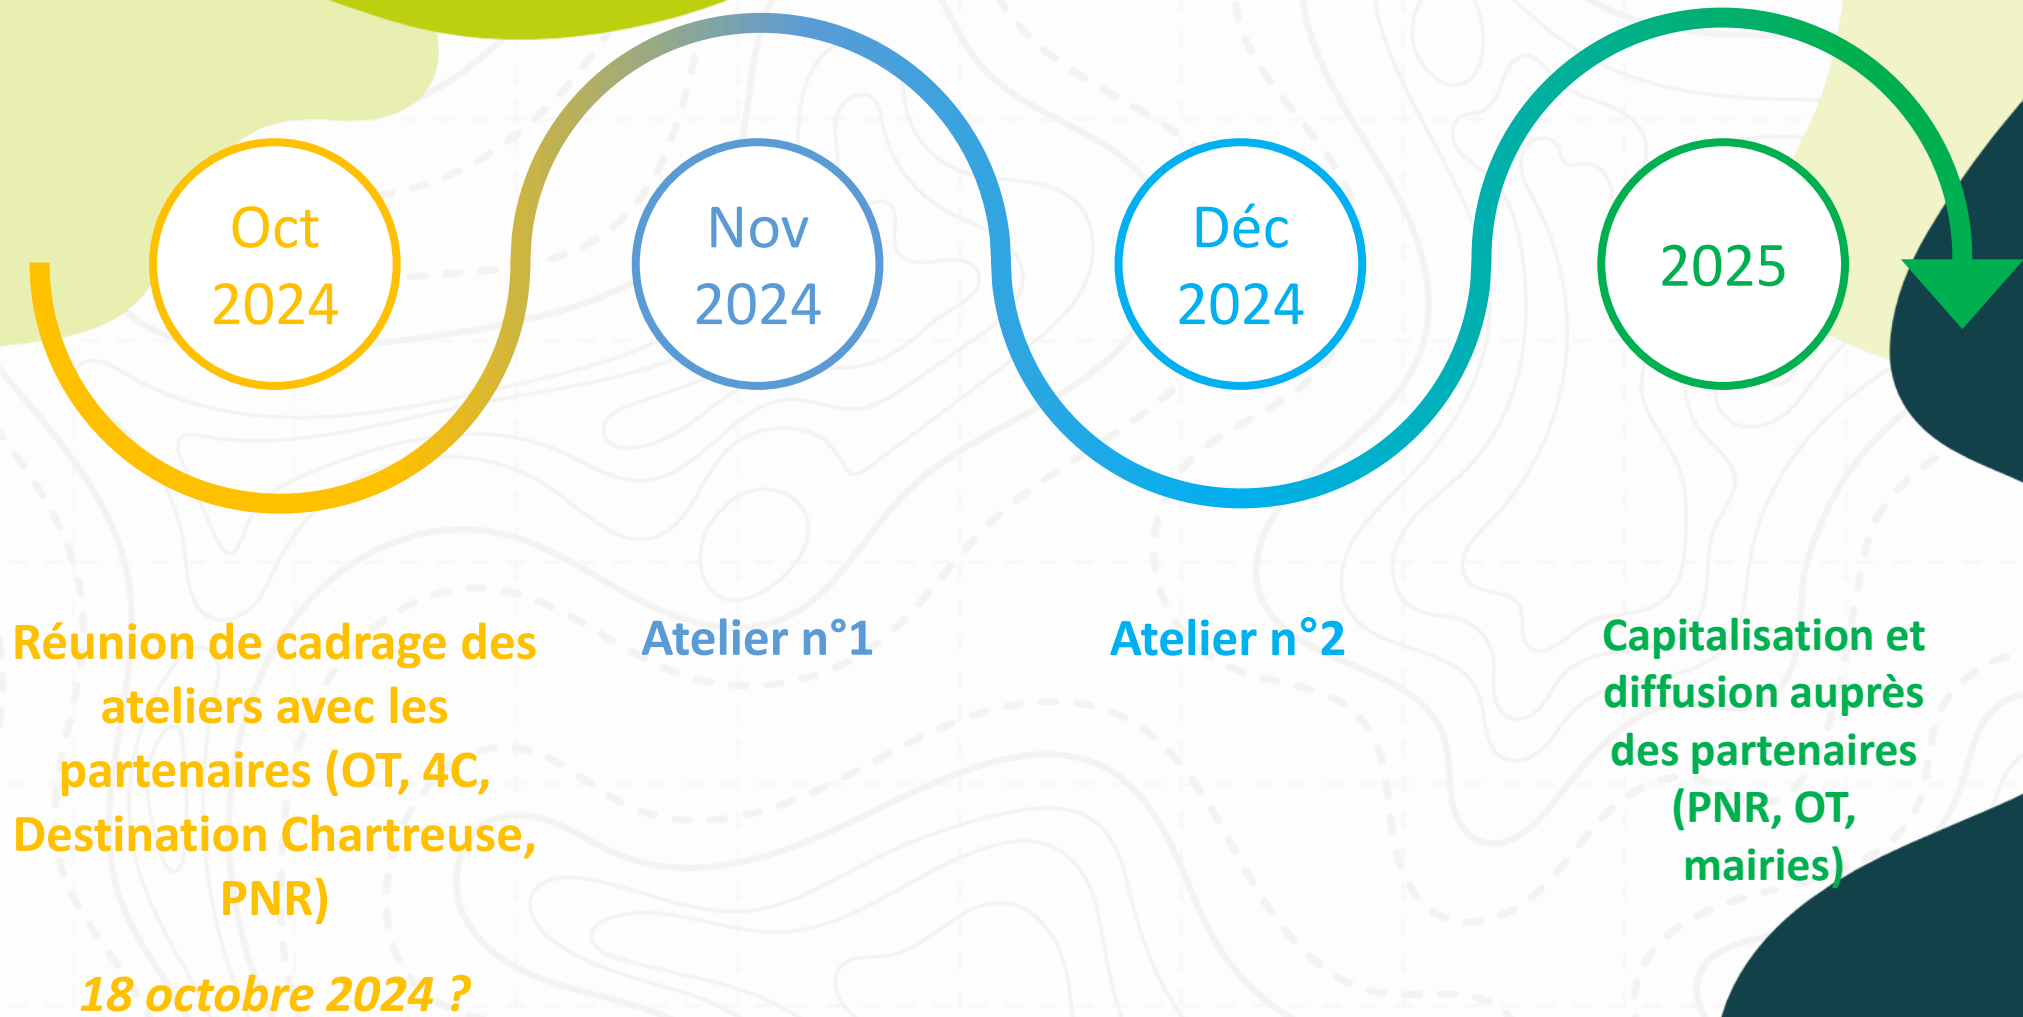 Oct
2024
Nov
2024
Déc
2024
2025
Réunion de cadrage des
ateliers avec les
partenaires (OT, 4C,
Destination Chartreuse,
PNR)
18 octobre 2024 ?
Atelier n°1
Atelier n°2
Capitalisation et
diffusion auprès
des partenaires
(PNR, OT,
mairies)